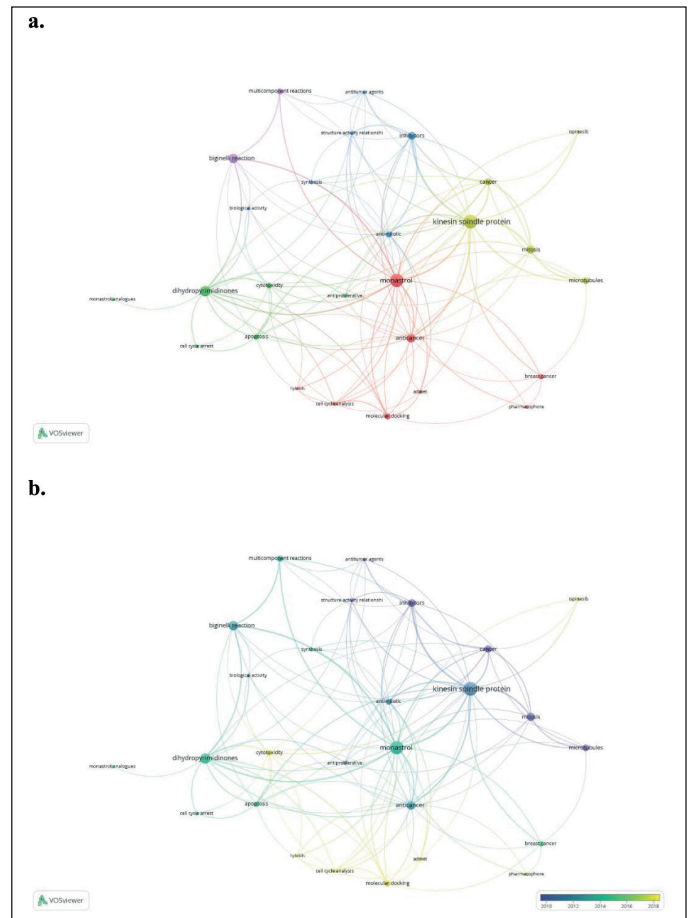 a.
multicomponent reactions
antitumor agents
structure activity relationshi
inhibitors
ispinesib
biginelli reaction
synthesis
cancer
biological activity
kinesin spindle protein
antimitotic
mitosis
monastrol
microtubules
dihydropyrimidinones
cytotoxicity
antiproliferative
monastrol analogues
apoptosis
anticancer
cell cycle arrest
breast cancer
admet
cell cycle analysis
pharmacophore
molecular docking
VOSviewer
b.
multicomponent reactions
antitumor agents
structure activity relationshi
inhibitors
ispinesib
biginelli reaction
synthesis
cancer
biological activity
kinesin spindle protein
antimitotic
mitosis
monastrol
microtubules
dihydropyrimidinones
cytotoxicity
antiproliferative
monastrol analogues
apoptosis
anticancer
cell cycle arrest
breast cancer
admet
cell cycle analysis
pharmacophore
molecular docking
VOSviewer
2010 2012 2014 2016 2018